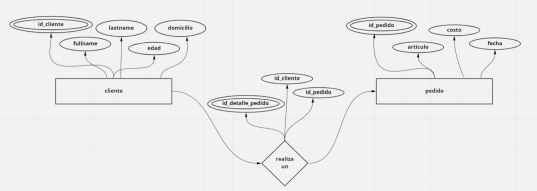 id_cliente
lastname
domicilio
fullname
edad
cliente
id_detalle_pedido
id_cliente
id_pedido
realiza
un
id_pedido
costo
articulo
fecha
pedido